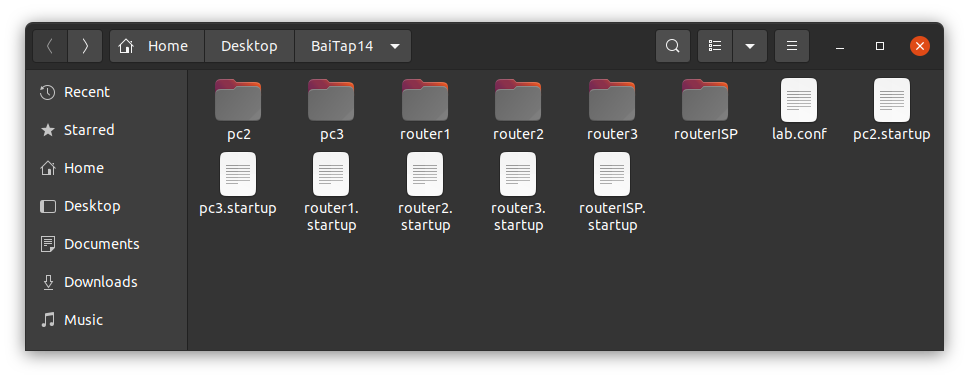 Home Desktop BaiTap14
Recent
Starred
Home
Desktop
Documents
Downloads
Music
pc2 pc3 router1 router2 router3 routerISP lab.conf pc2.startup
pc3.startup router1. router2. router3. routerISP.
startup startup startup startup